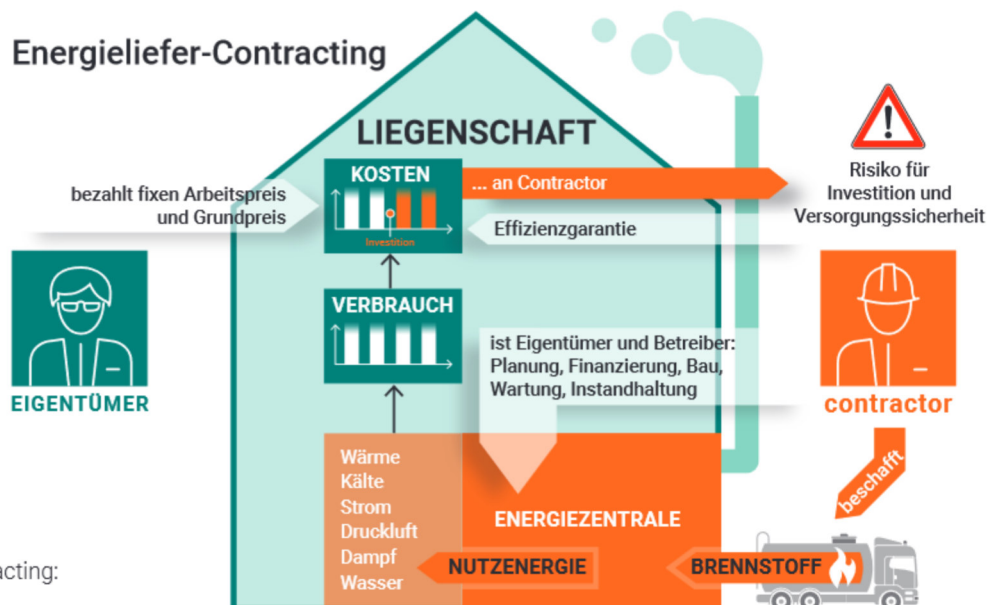 Energieliefer-Contracting
LIEGENSCHAFT
KOSTEN
Investition
bezahlt fixen Arbeitspreis
und Grundpreis
... an Contractor
Effizienzgarantie
Risiko für
Investition und
Versorgungssicherheit
EIGENTÜMER
VERBRAUCH
ist Eigentümer und Betreiber:
Planung, Finanzierung, Bau,
Wartung, Instandhaltung
contractor
beschafft
Wärme
Kälte
Strom
Druckluft
Dampf
Wasser
ENERGIEZENTRALE
NUTZENERGIE
BRENNSTOFF
acting: